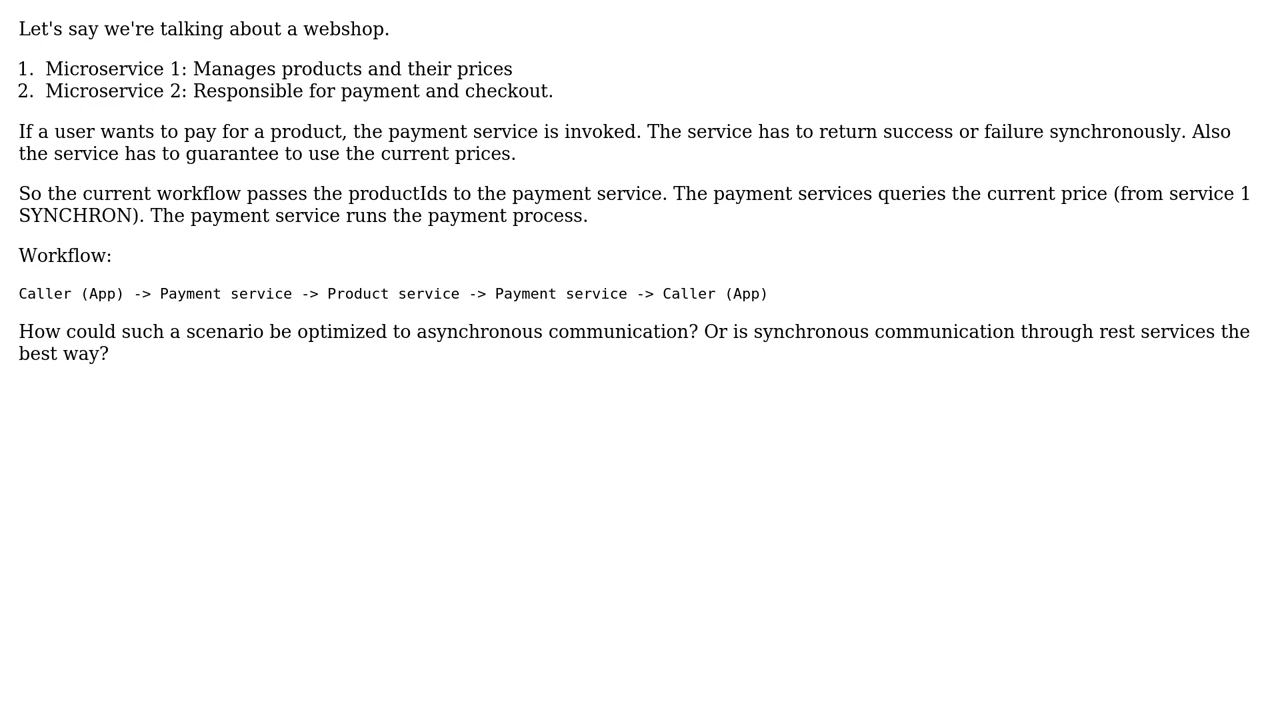 Let's say we're talking about a webshop.
1. Microservice 1: Manages products and their prices
2. Microservice 2: Responsible for payment and checkout.
If a user wants to pay for a product, the payment service is invoked. The service has to return success or failure synchronously. Also
the service has to guarantee to use the current prices.
So the current workflow passes the productIds to the payment service. The payment services queries the current price (from service 1
SYNCHRON). The payment service runs the payment process.
Workflow:
Caller (App) -> Payment service -> Product service -> Payment service -> Caller (App)
How could such a scenario be optimized to asynchronous communication? Or is synchronous communication through rest services the
best way?